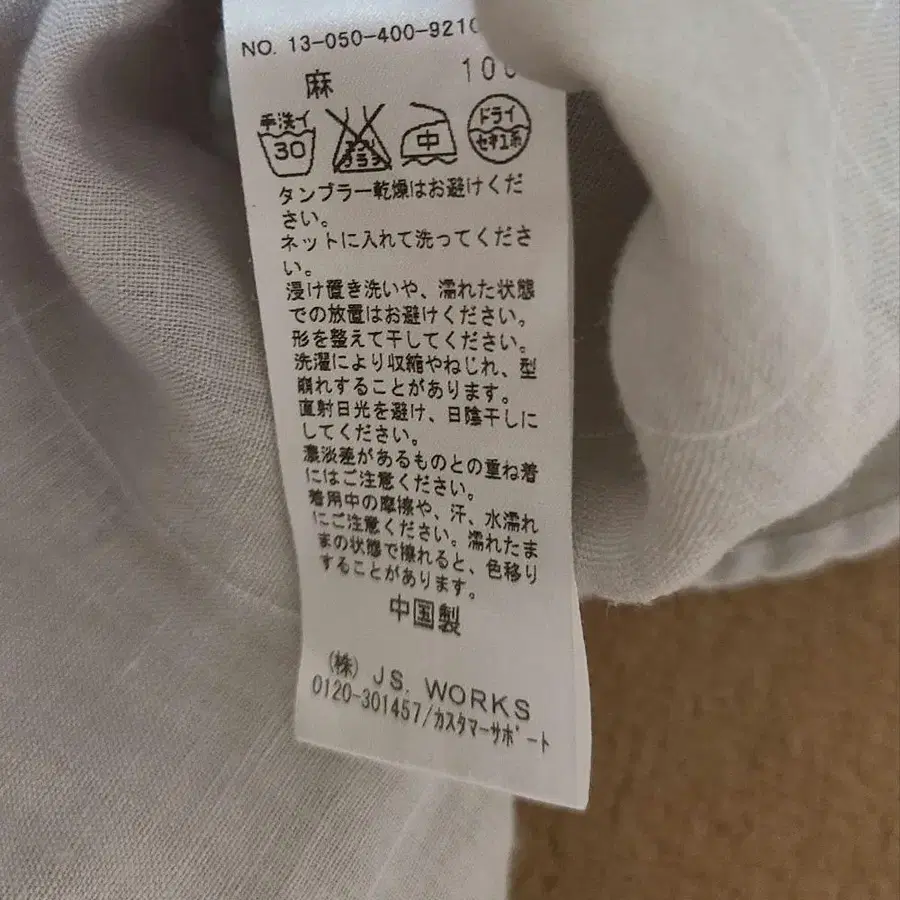 NO. 13-050-400-9210
麻 100
手洗イ
30
中
ドライ
セキユ系
タンブラー乾燥はお避けくだ
さい。
ネットに入れて洗ってくださ
い。
浸け置き洗いや、濡れた状態
での放置はお避けください。
形を整えて干してください。
洗濯により収縮やねじれ、型
崩れすることがあります。
直射日光を避け、日陰干しに
してください。
濃淡差があるものとの重ね着
にはご注意ください。
着用中の摩擦や、汗、水濡れ
にご注意ください。濡れたま
まの状態で擦れると、色移り
することがあります。
中国製
(株) JS. WORKS
0120-301457/カスタマーサポート